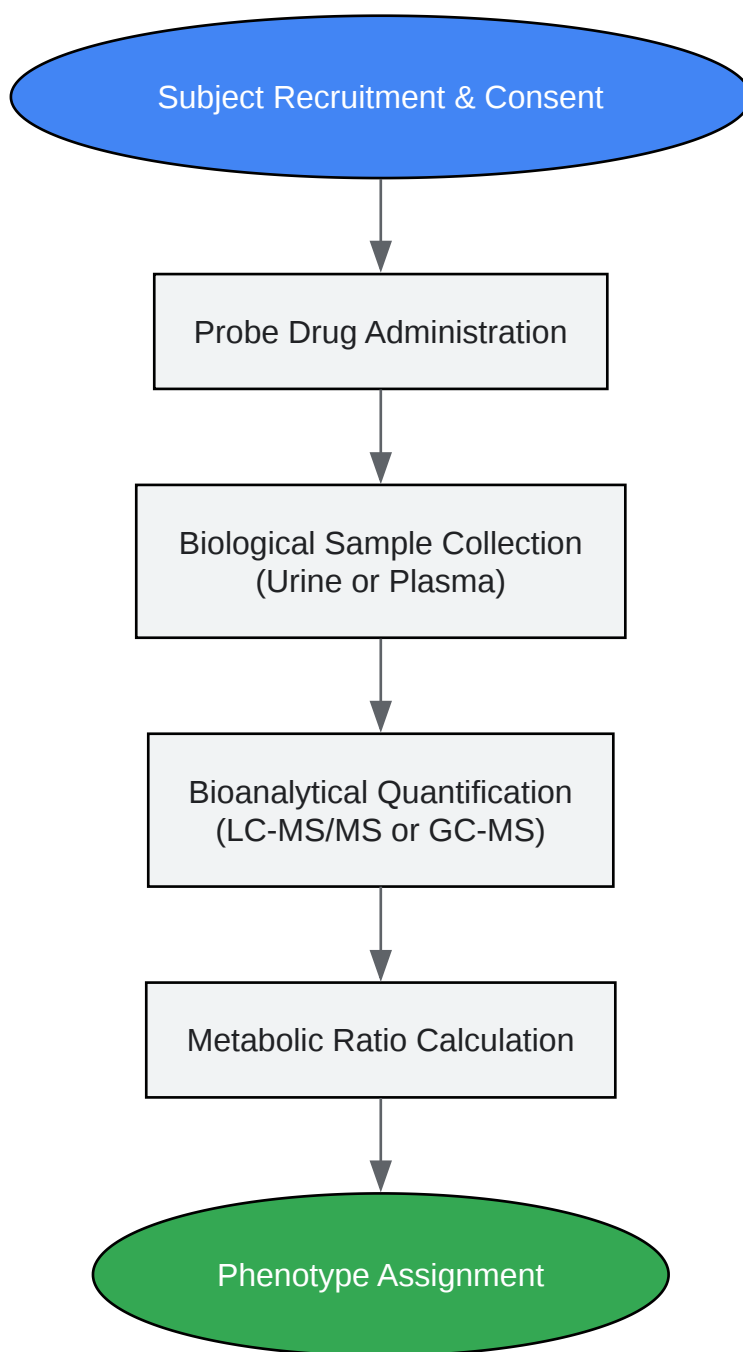 Subject Recruitment & Consent
Probe Drug Administration
Biological Sample Collection
(Urine or Plasma)
Bioanalytical Quantification
(LC-MS/MS or GC-MS)
Metabolic Ratio Calculation
Phenotype Assignment